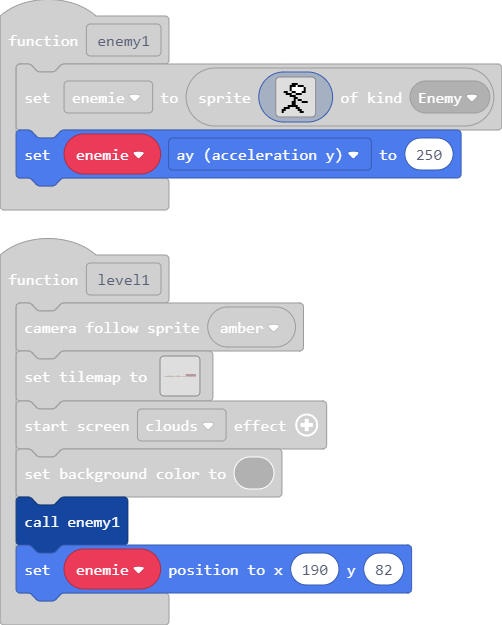 function enemy1
set enemie to sprite of kind Enemy
set enemie ay (acceleration y) to 250
function level1
camera follow sprite amber
set tilemap to
start screen clouds effect
set background color to
call enemy1
set enemie position to x 190 y 82